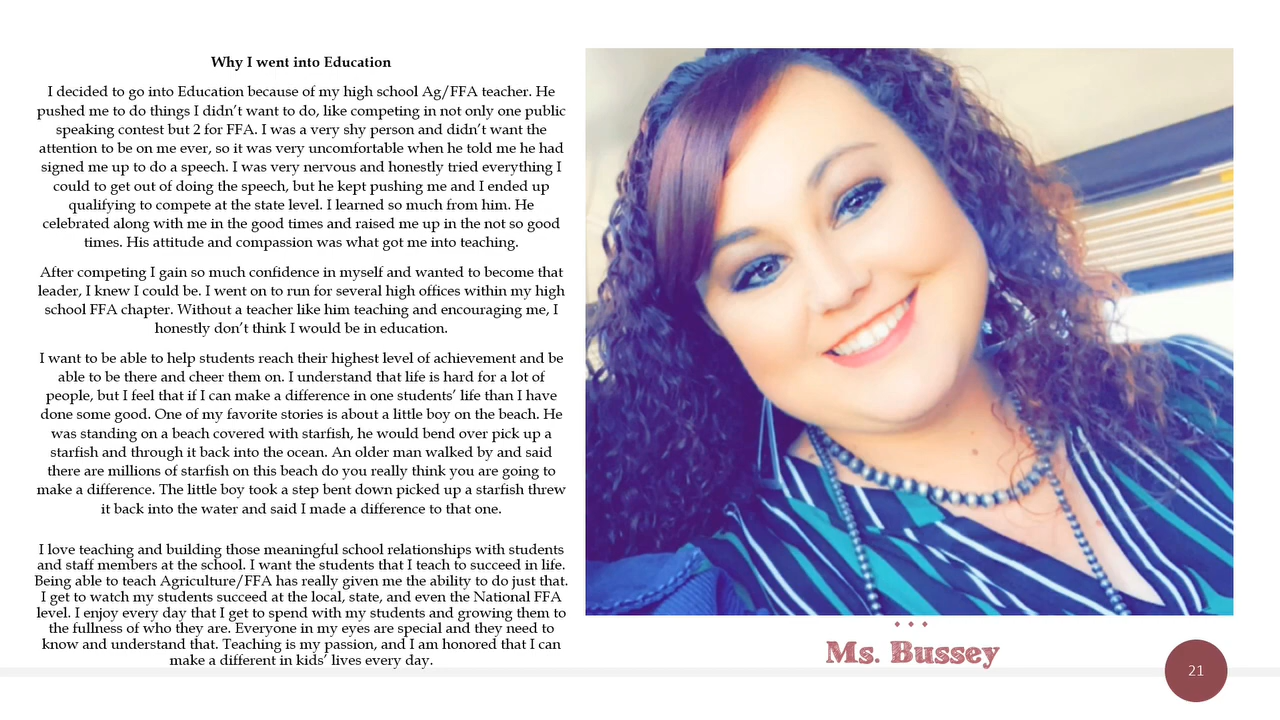 Why I went into Education
I decided to go into Education because of my high school Ag/FFA teacher. He
pushed me to do things I didn’t want to do, like competing in not only one public
speaking contest but 2 for FFA. I was a very shy person and didn’t want the
attention to be on me ever, so it was very uncomfortable when he told me he had
signed me up to do a speech. I was very nervous and honestly tried everything I
could to get out of doing the speech, but he kept pushing me and I ended up
qualifying to compete at the state level. I learned so much from him. He
celebrated along with me in the good times and raised me up in the not so good
times. His attitude and compassion was what got me into teaching.
After competing I gain so much confidence in myself and wanted to become that
leader, I knew I could be. I went on to run for several high offices within my high
school FFA chapter. Without a teacher like him teaching and encouraging me, I
honestly don’t think I would be in education.
I want to be able to help students reach their highest level of achievement and be
able to be there and cheer them on. I understand that life is hard for a lot of
people, but I feel that if I can make a difference in one students’ life than I have
done some good. One of my favorite stories is about a little boy on the beach. He
was standing on a beach covered with starfish, he would bend over pick up a
starfish and through it back into the ocean. An older man walked by and said
there are millions of starfish on this beach do you really think you are going to
make a difference. The little boy took a step bent down picked up a starfish threw
it back into the water and said I made a difference to that one.
I love teaching and building those meaningful school relationships with students
and staff members at the school. I want the students that I teach to succeed in life.
Being able to teach Agriculture/FFA has really given me the ability to do just that.
I get to watch my students succeed at the local, state, and even the National FFA
level. I enjoy every day that I get to spend with my students and growing them to
the fullness of who they are. Everyone in my eyes are special and they need to
know and understand that. Teaching is my passion, and I am honored that I can
make a different in kids’ lives every day.
Ms. Bussey
21